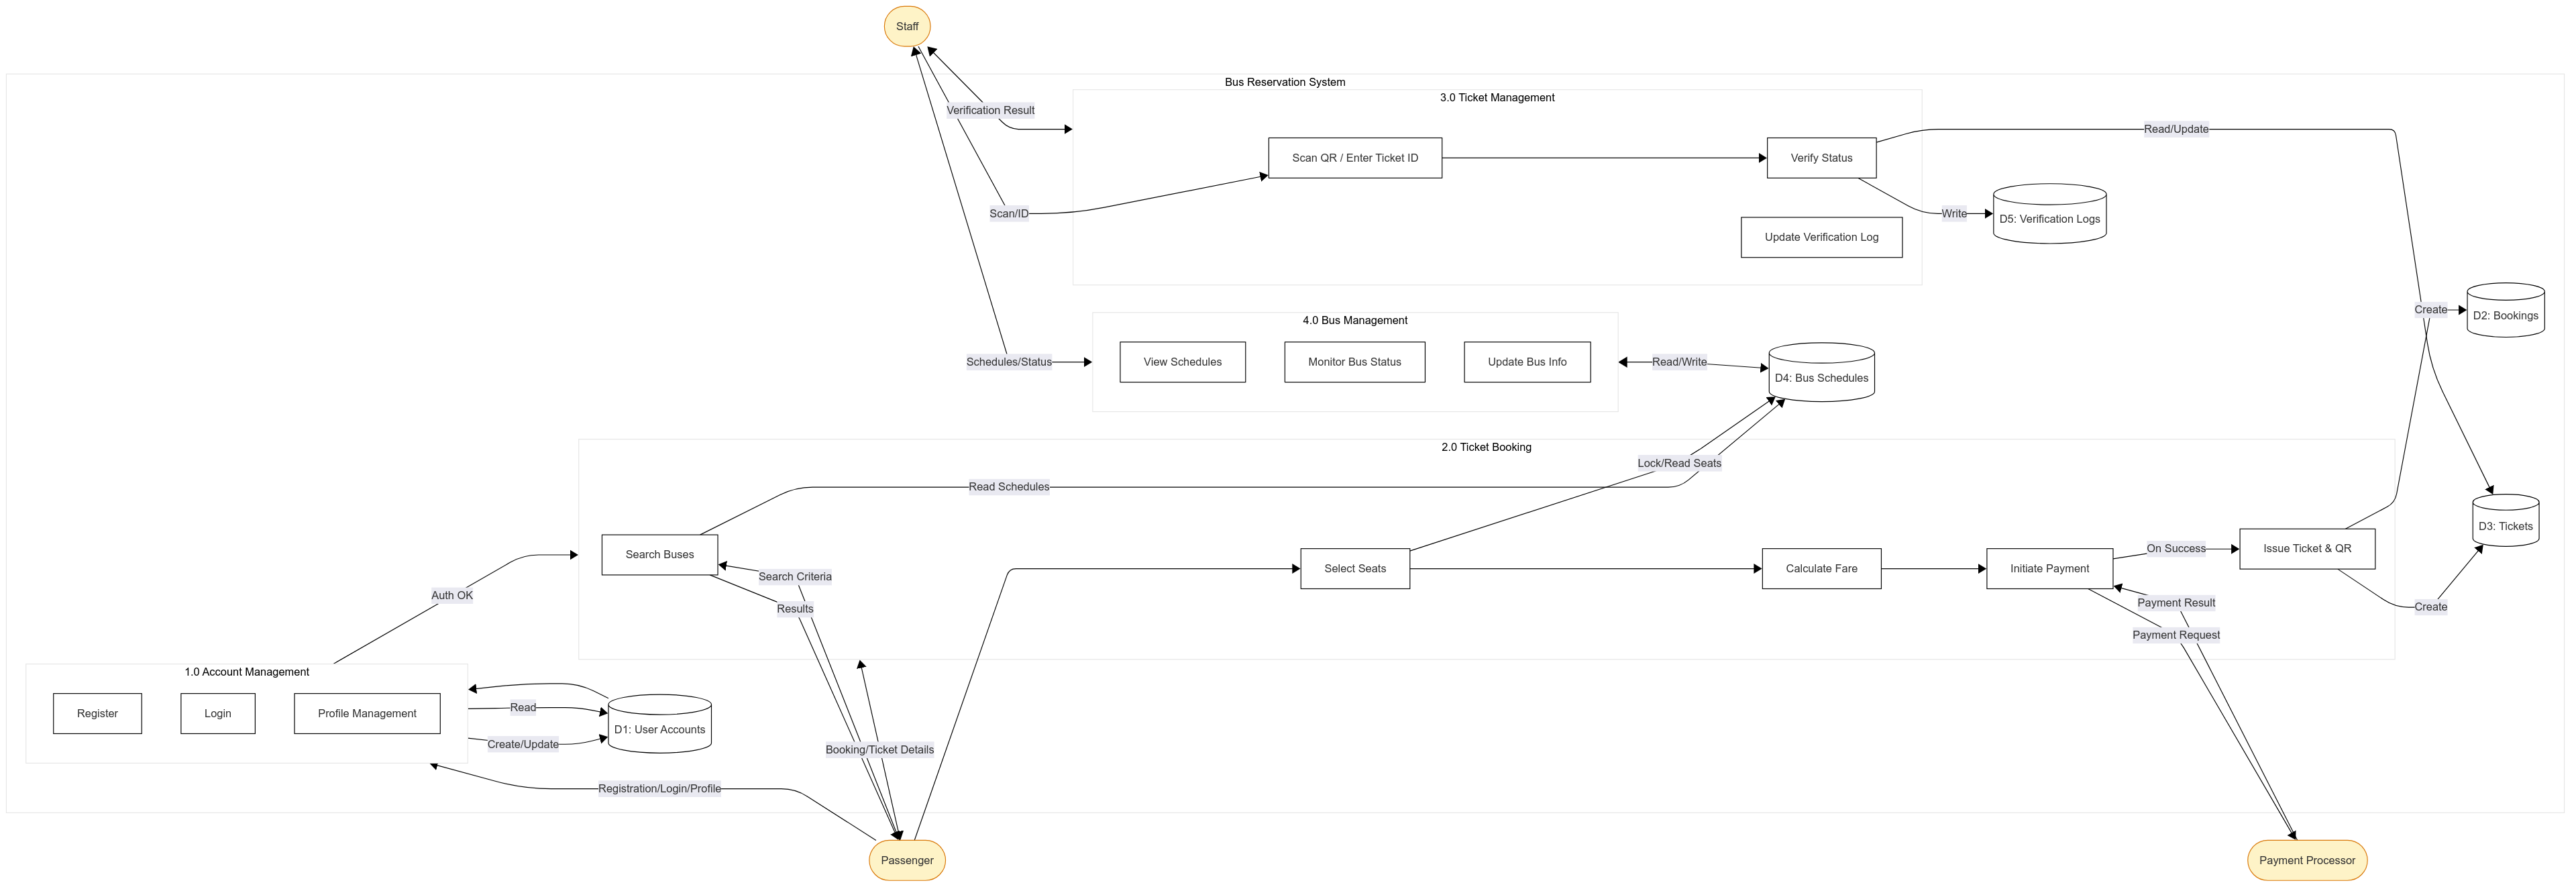 Staff
Bus Reservation System
3.0 Ticket Management
Verification Result
Read/Update
Scan QR / Enter Ticket ID
Verify Status
Scan/ID
Write
D5: Verification Logs
Update Verification Log
Create
D2: Bookings
4.0 Bus Management
Schedules/Status
View Schedules
Monitor Bus Status
Update Bus Info
Read/Write
D4: Bus Schedules
2.0 Ticket Booking
Lock/Read Seats
Read Schedules
D3: Tickets
Search Buses
Search Criteria
Results
Select Seats
Calculate Fare
Initiate Payment
On Success
Issue Ticket & QR
Payment Result
Payment Request
Create
Auth OK
1.0 Account Management
Register
Login
Profile Management
Read
Create/Update
D1: User Accounts
Booking/Ticket Details
Registration/Login/Profile
Passenger
Payment Processor